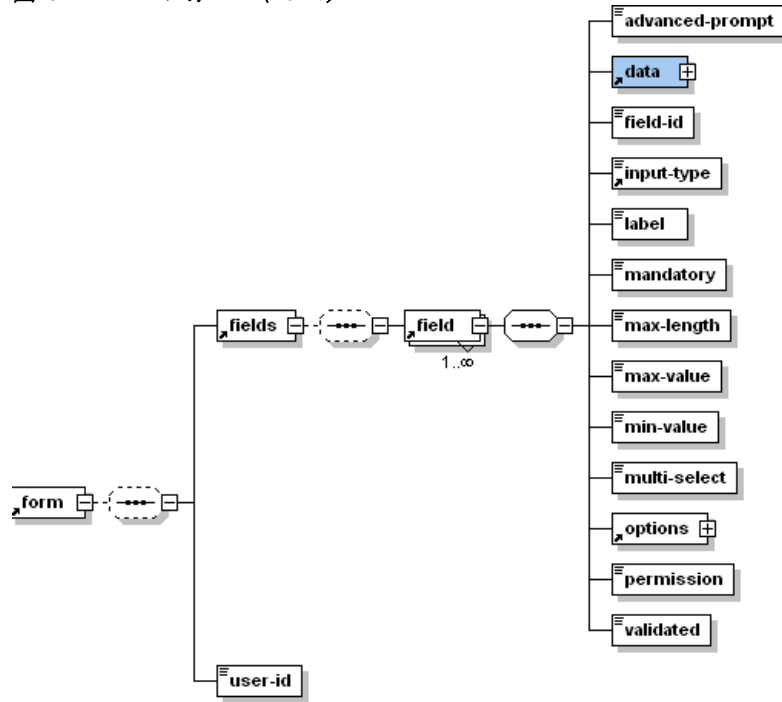 advanced-prompt
data
field-id
input-type
label
mandatory
fields
field
max-length
1..∞
max-value
min-value
multi-select
form
options
permission
validated
user-id